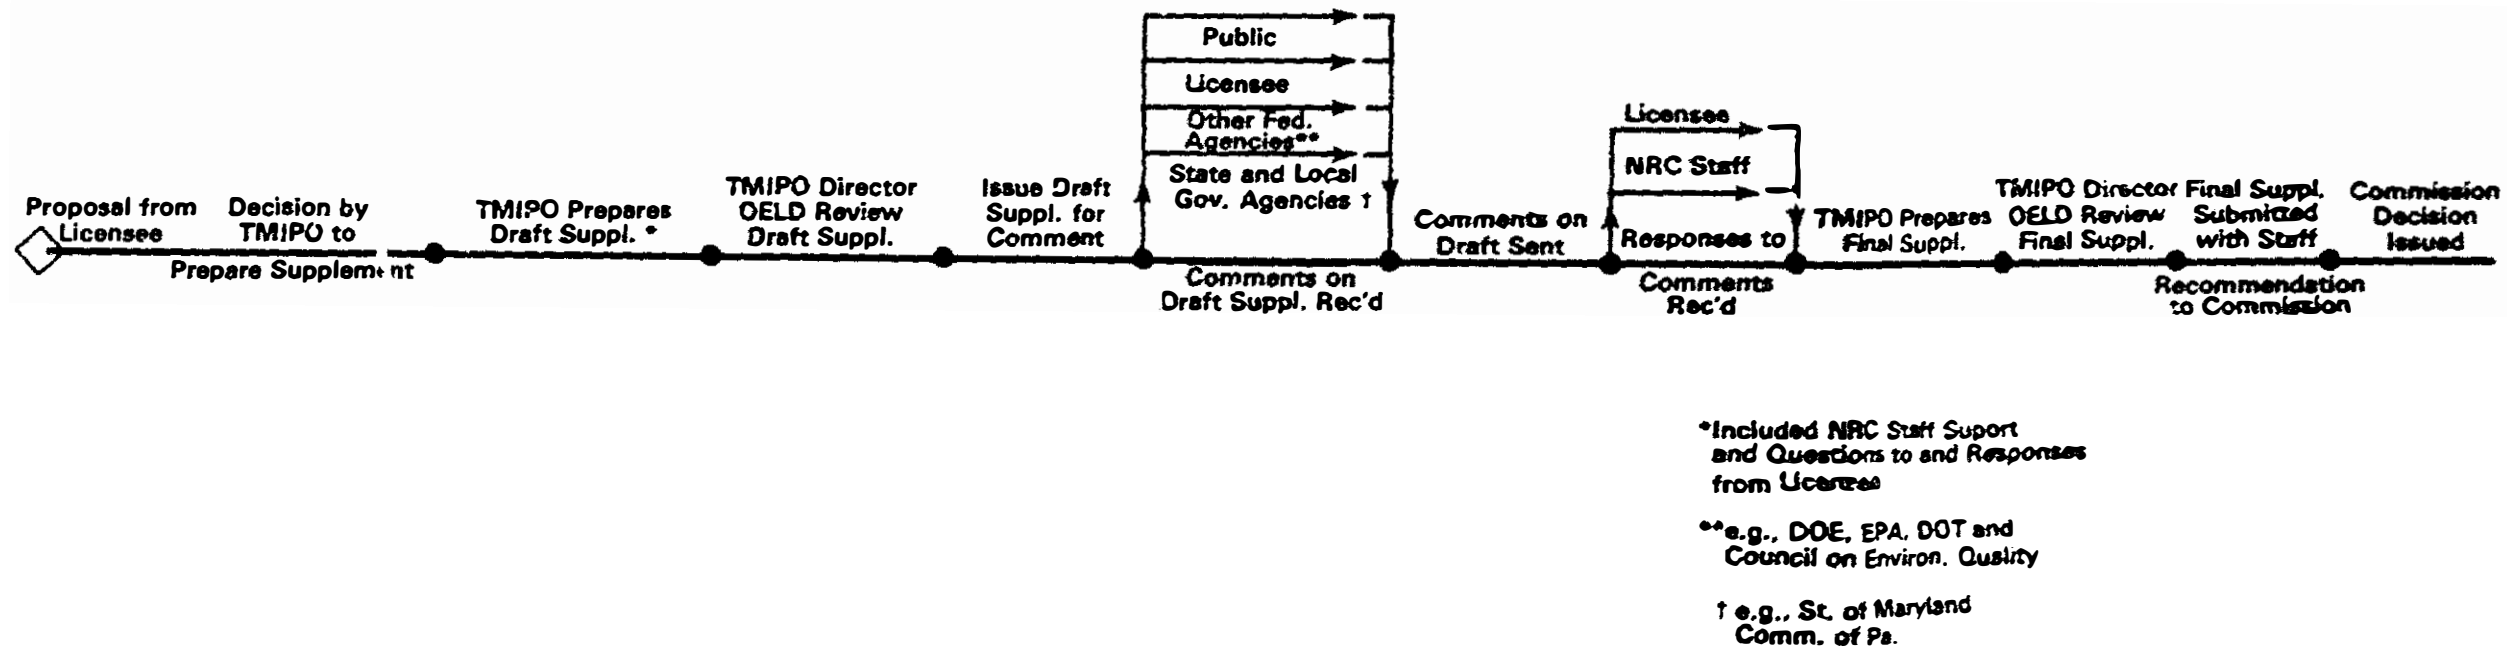 Proposal from
Licensee
Decision by
TMIPO to
Prepare Supplement
TMIPO Prepares
Draft Suppl. *
TMIPO Director
OELD Review
Draft Suppl.
Issue Draft
Suppl. for
Comment
Public
Licensee
Other Fed.
Agencies**
State and Local
Gov. Agencies †
Comments on
Draft Suppl. Rec'd
Comments on
Draft Sent
Licensee
NRC Staff
Responses to
Comments
Rec'd
TMIPO Prepares
Final Suppl.
TMIPO Director
OELD Review
Final Suppl.
Final Suppl.
Submitted
with Staff
Recommendation
to Commission
Commission
Decision
Issued
*Included NRC Staff Suport
and Questions to and Responses
from Licensee
**e.g., DOE, EPA, DOT and
Council on Environ. Quality
† e.g., St. of Maryland
Comm. of Pa.